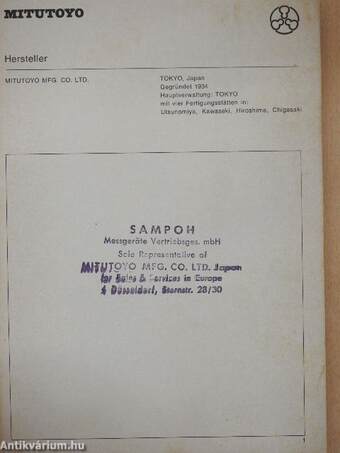 MITUTOYO
Hersteller
MITUTOYO MFG. CO. LTD.
TOKYO, Japan
Gegründet 1934
Hauptverwaltung: TOKYO
mit vier Fertigungsstätten in:
Utsunomiya, Kawasaki, Hiroshima, Chigasaki
SAMPOH
Messgeräte Vertriebsges. mbH
Sole Representative of
MITUTOYO MFG. CO. LTD. Japan
for Sales & Services in Europe
4 Düsseldorf, Sternstr. 28/30
1
Antikvárium.hu